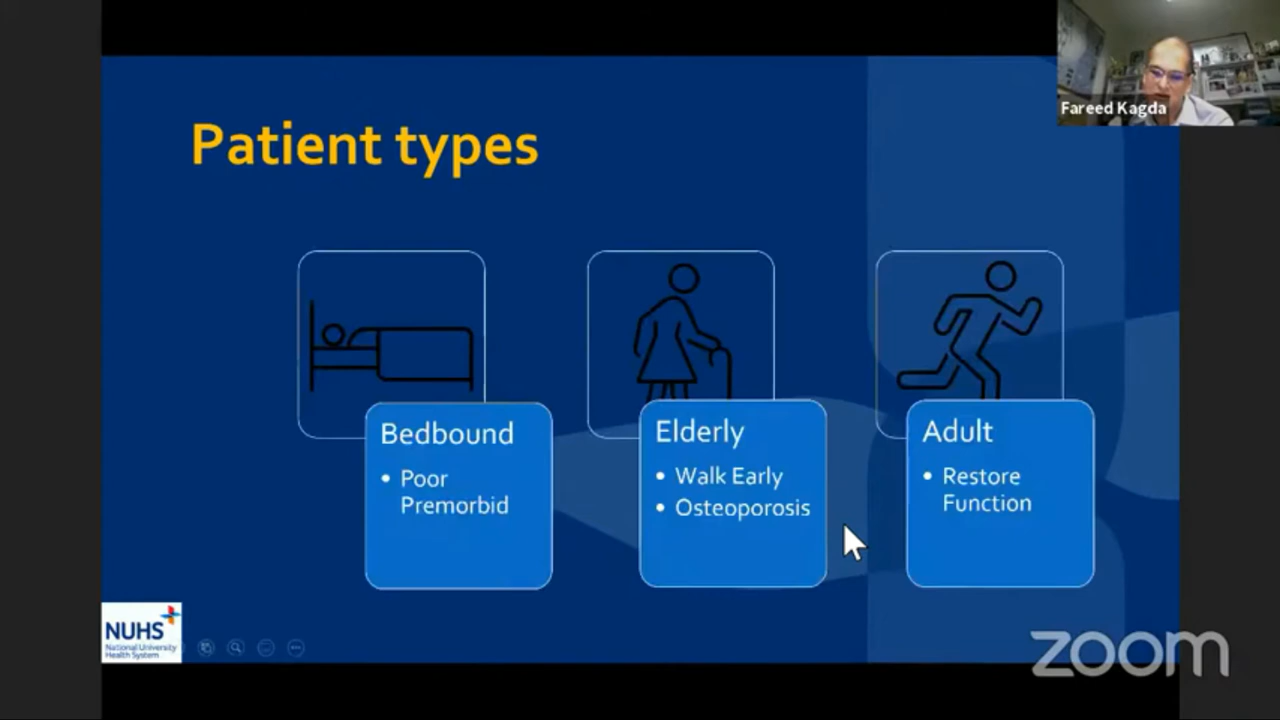 Fareed Kagda
Patient types
Bedbound
• Poor
Premorbid
Elderly
• Walk Early
• Osteoporosis
Adult
• Restore
Function
NUHS
National University
Health System
zoom